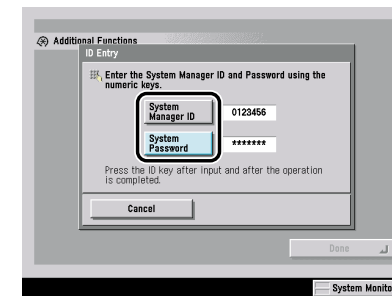 Additional Functions
ID Entry
Enter the System Manager ID and Password using the
numeric keys.
System
Manager ID
0123456
System
Password
*******
Press the ID key after input and after the operation
is completed.
Cancel
Done
System Monito